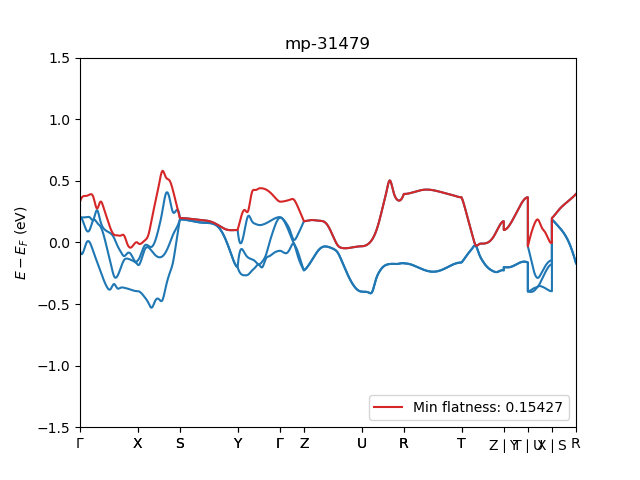 mp-31479
1.5
1.0
0.5
0.0
−0.5
−1.0
−1.5
E − E_F (eV)
Min flatness: 0.15427
Γ X S Y Γ Z U R T Z | Y T | U X | S R